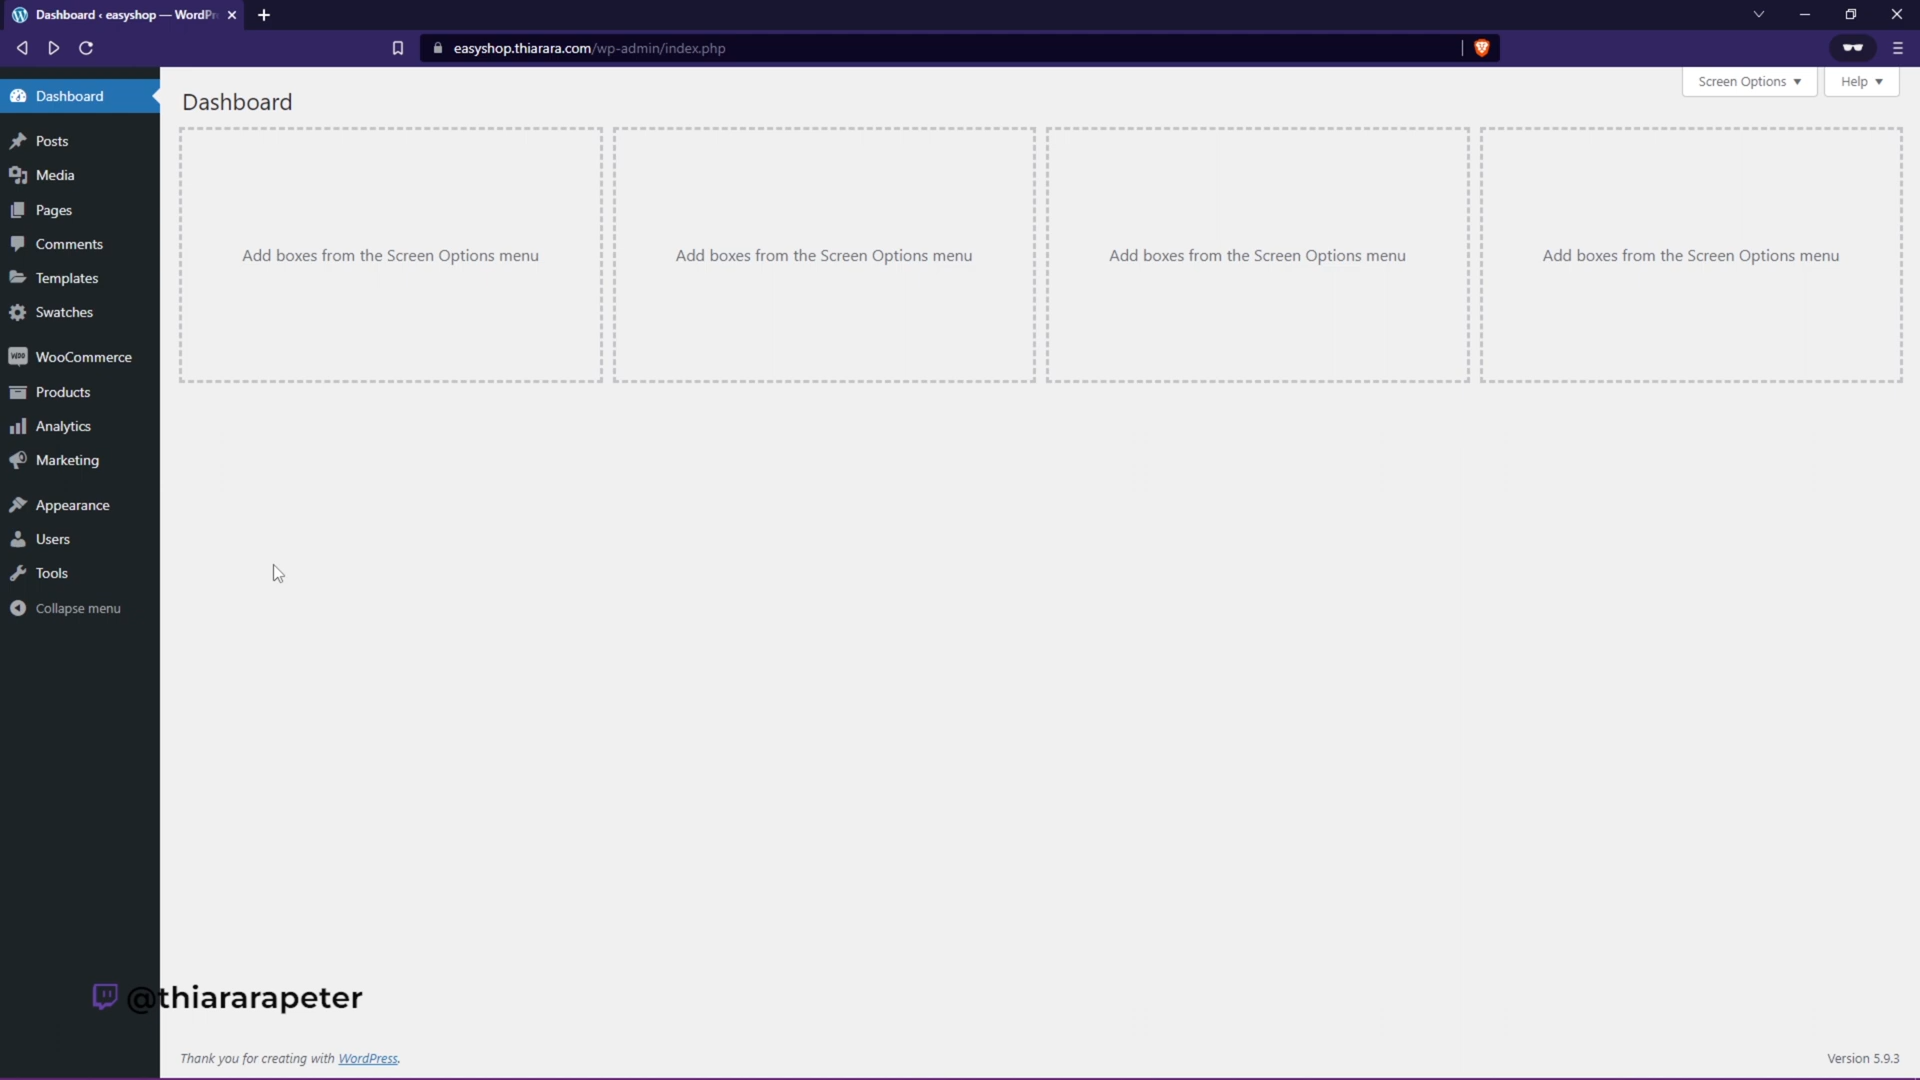 Dashboard ‹ easyshop — WordPr
easyshop.thiarara.com/wp-admin/index.php
Screen Options
Help
Dashboard
Posts
Media
Pages
Comments
Templates
Swatches
WooCommerce
Products
Analytics
Marketing
Appearance
Users
Tools
Collapse menu
Dashboard
Add boxes from the Screen Options menu
Add boxes from the Screen Options menu
Add boxes from the Screen Options menu
Add boxes from the Screen Options menu
@thiararapeter
Thank you for creating with WordPress.
Version 5.9.3